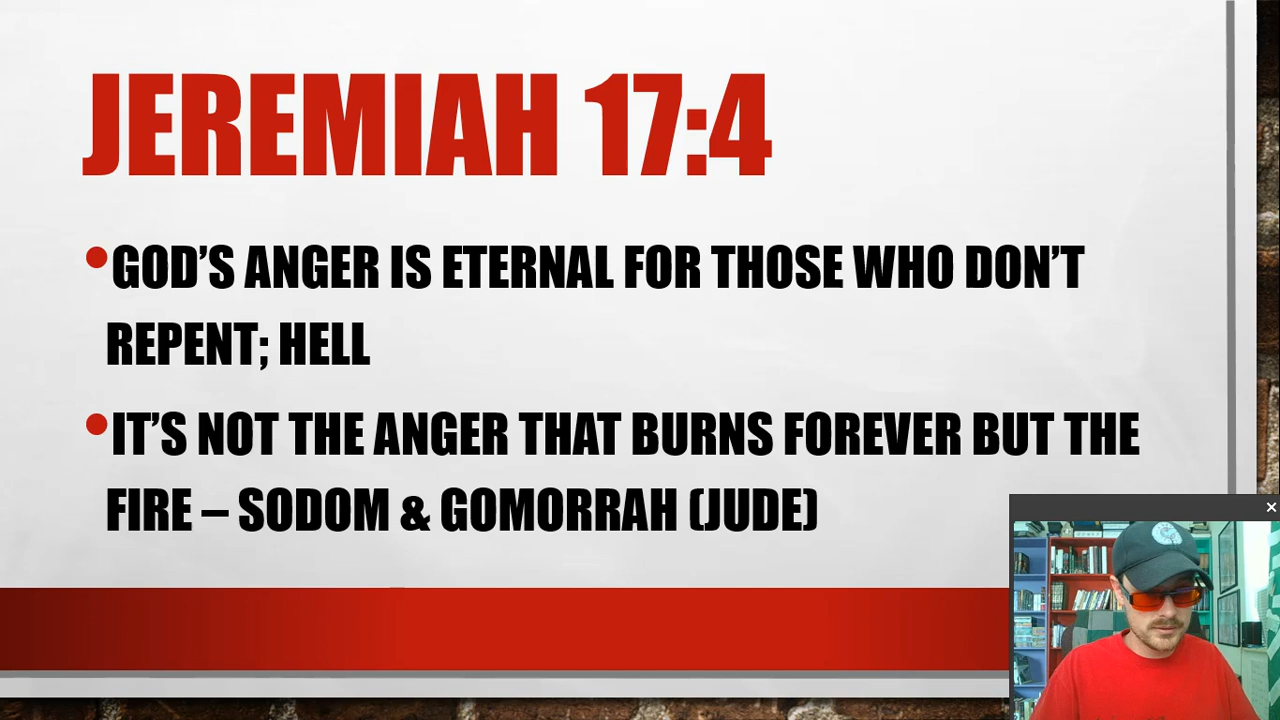 JEREMIAH 17:4
•GOD’S ANGER IS ETERNAL FOR THOSE WHO DON’T
REPENT; HELL
•IT’S NOT THE ANGER THAT BURNS FOREVER BUT THE
FIRE – SODOM & GOMORRAH (JUDE)